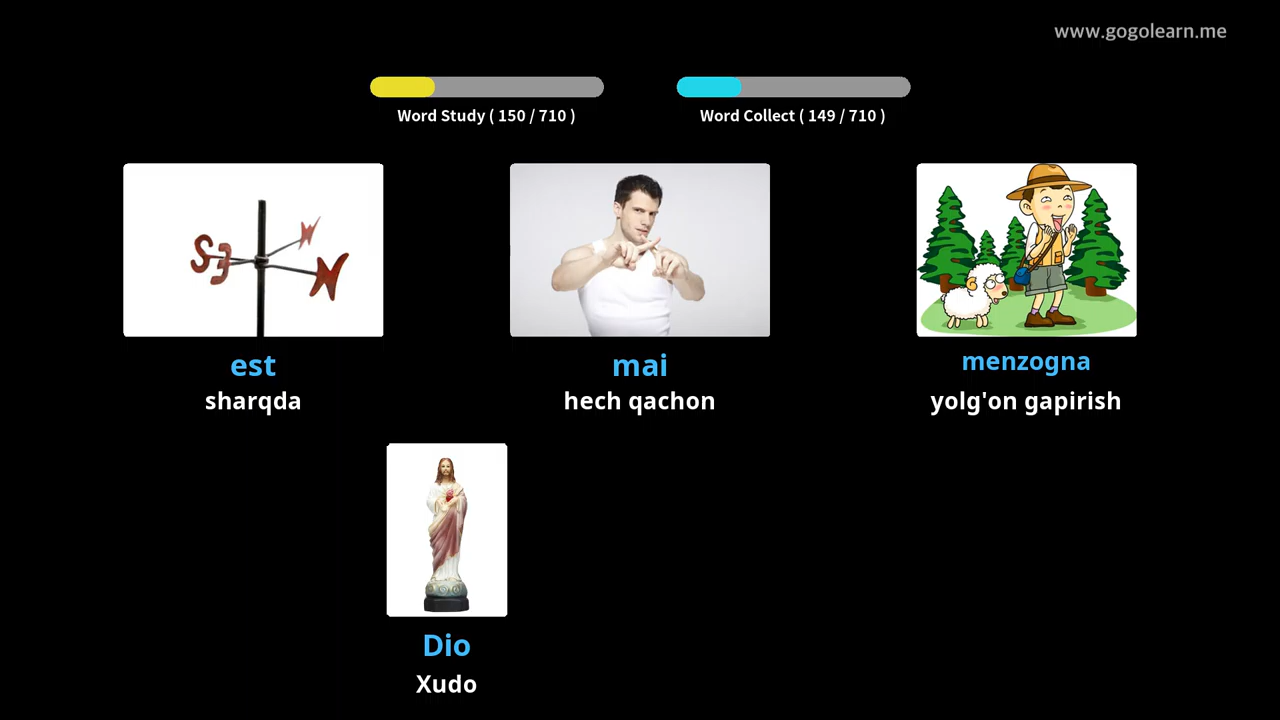 www.gogolearn.me
Word Study ( 150 / 710 )
Word Collect ( 149 / 710 )
est
mai
menzogna
sharqda
hech qachon
yolg'on gapirish
Dio
Xudo